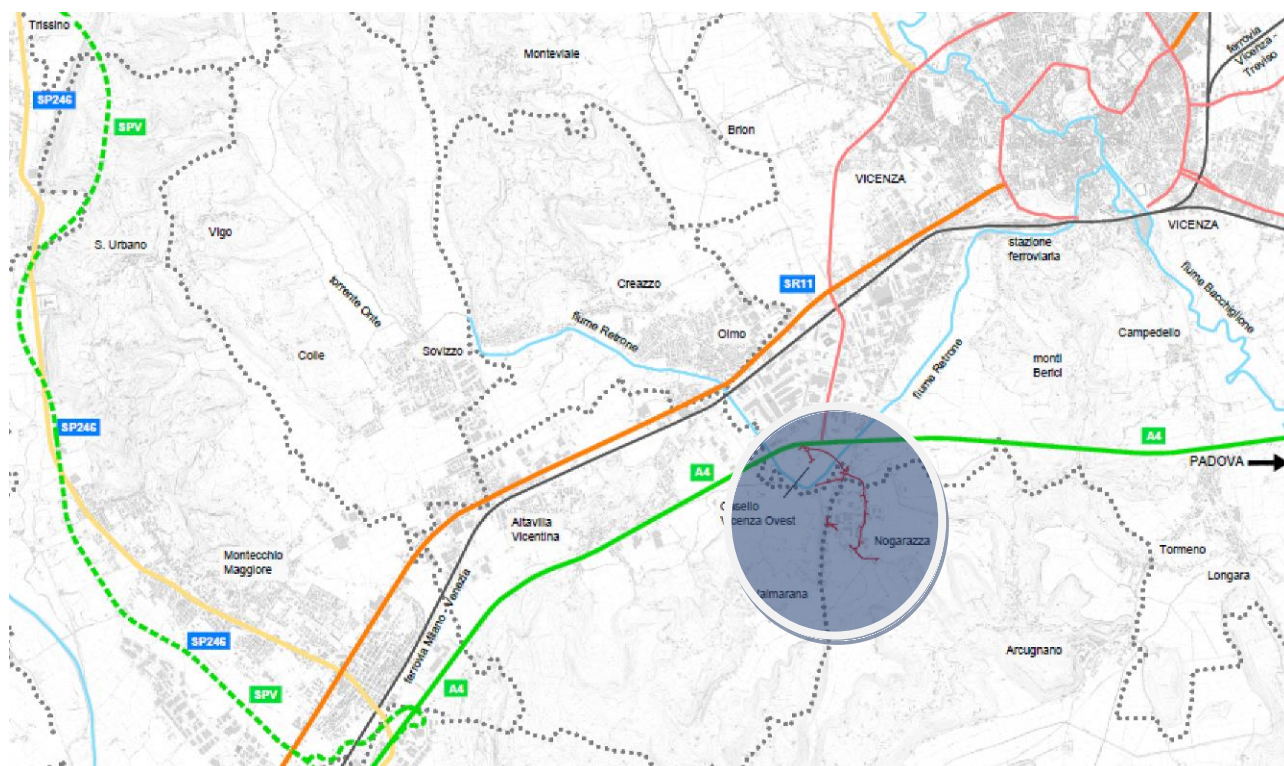 Trissino
Monteviale
ferrovia
Vicenza -
Treviso
SP246
SPV
Brion
VICENZA
S. Urbano
Vigo
VICENZA
stazione
ferroviaria
torrente Onte
Creazzo
SR11
fiume Bacchiglione
fiume Retrone
Olmo
Campedello
Colle
Sovizzo
monti
Berici
fiume Retrone
SP246
A4
A4
PADOVA
Altavilla
Vicentina
Casello
Vicenza Ovest
Nogarazza
Montecchio
Maggiore
Tormeno
Longara
ferrovia Milano - Venezia
Valmarana
SP246
Arcugnano
SPV
A4